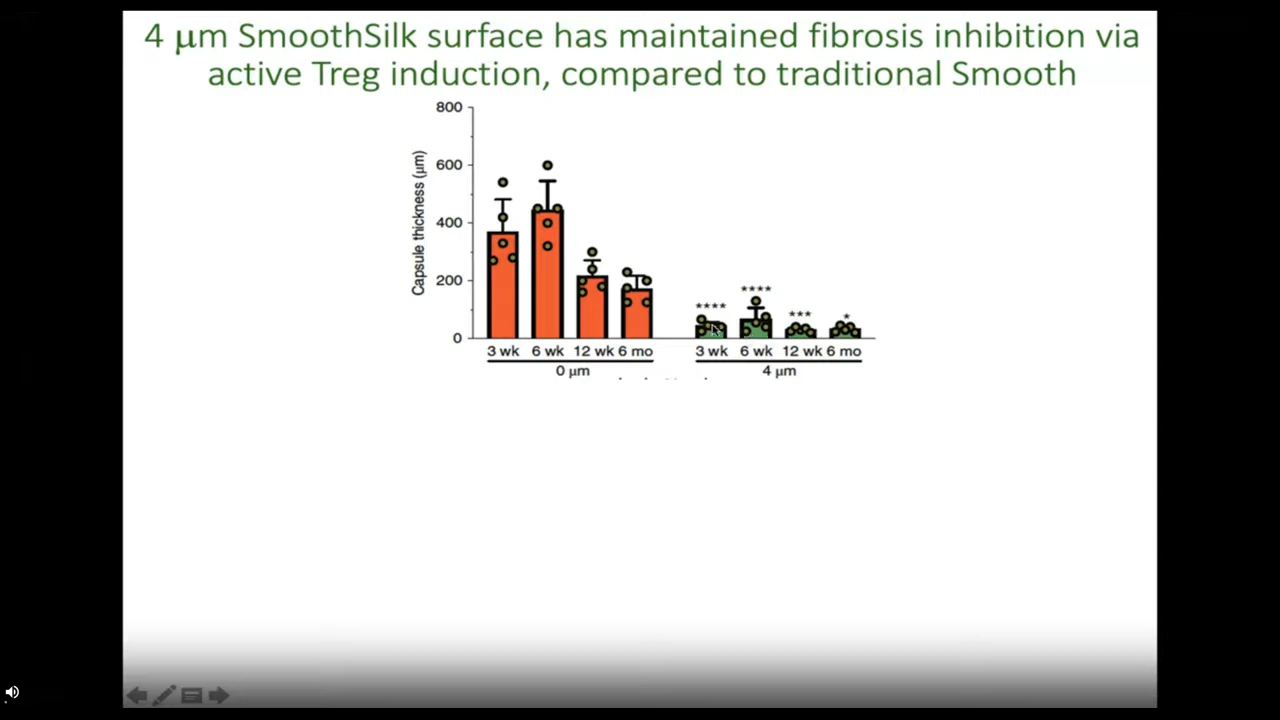 4 μm SmoothSilk surface has maintained fibrosis inhibition via
active Treg induction, compared to traditional Smooth
800
600
400
200
0
Capsule thickness (μm)
**** **** *** *
3 wk 6 wk 12 wk 6 mo 3 wk 6 wk 12 wk 6 mo
0 μm 4 μm